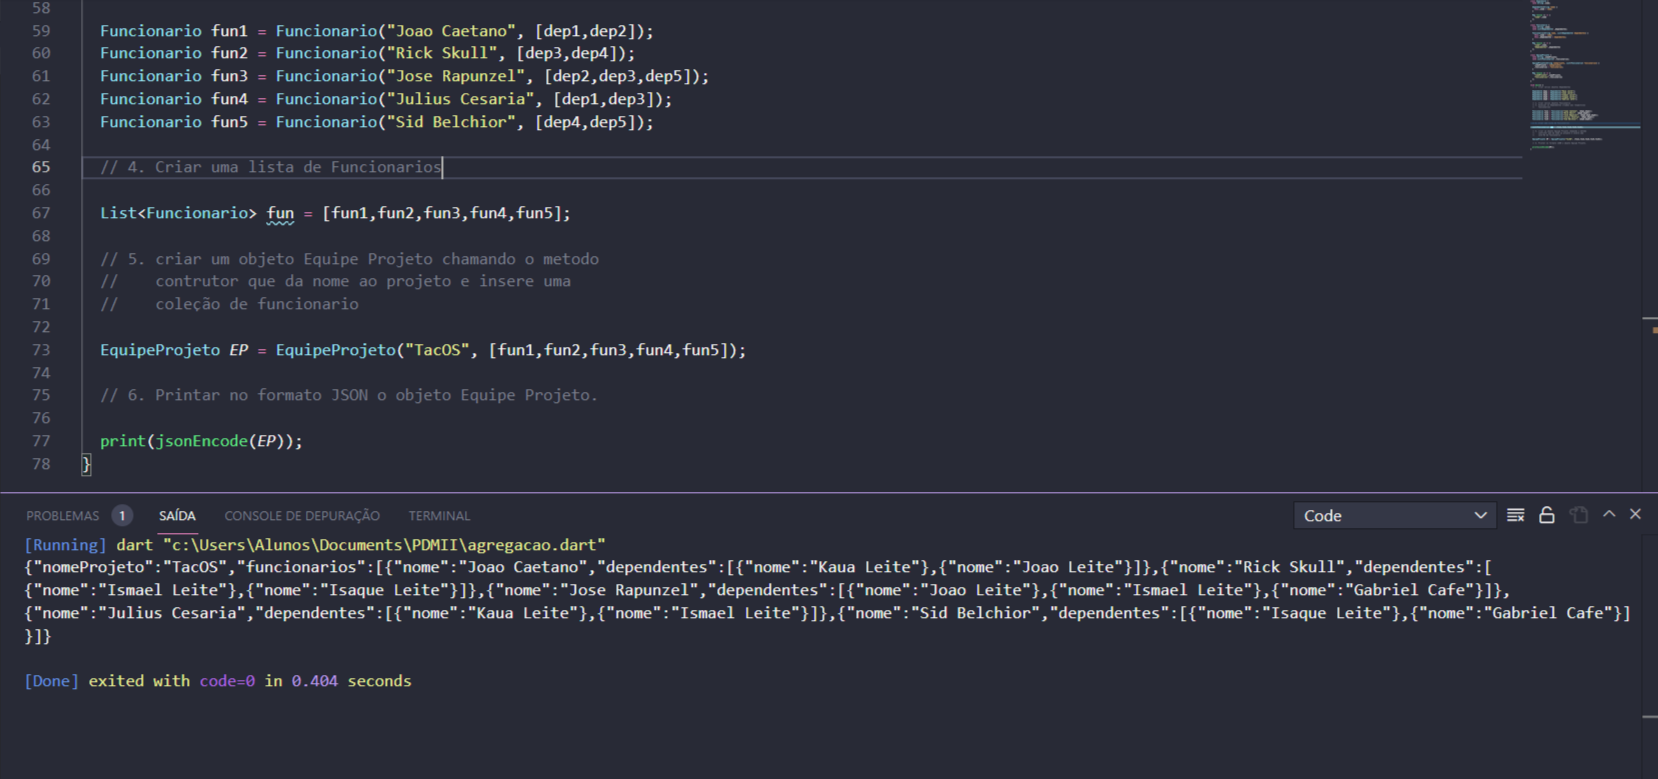 58
59 Funcionario fun1 = Funcionario("Joao Caetano", [dep1,dep2]);
60 Funcionario fun2 = Funcionario("Rick Skull", [dep3,dep4]);
61 Funcionario fun3 = Funcionario("Jose Rapunzel", [dep2,dep3,dep5]);
62 Funcionario fun4 = Funcionario("Julius Cesaria", [dep1,dep3]);
63 Funcionario fun5 = Funcionario("Sid Belchior", [dep4,dep5]);
64
65 // 4. Criar uma lista de Funcionarios
66
67 List<Funcionario> fun = [fun1,fun2,fun3,fun4,fun5];
68
69 // 5. criar um objeto Equipe Projeto chamando o metodo
70 //    contrutor que da nome ao projeto e insere uma
71 //    coleção de funcionario
72
73 EquipeProjeto EP = EquipeProjeto("TacOS", [fun1,fun2,fun3,fun4,fun5]);
74
75 // 6. Printar no formato JSON o objeto Equipe Projeto.
76
77 print(jsonEncode(EP));
78 }
PROBLEMAS 1 SAÍDA CONSOLE DE DEPURAÇÃO TERMINAL Code
[Running] dart "c:\Users\Alunos\Documents\PDMII\agregacao.dart"
{"nomeProjeto":"TacOS","funcionarios":[{"nome":"Joao Caetano","dependentes":[{"nome":"Kaua Leite"},{"nome":"Joao Leite"}]},{"nome":"Rick Skull","dependentes":[
{"nome":"Ismael Leite"},{"nome":"Isaque Leite"}]},{"nome":"Jose Rapunzel","dependentes":[{"nome":"Joao Leite"},{"nome":"Ismael Leite"},{"nome":"Gabriel Cafe"}]},
{"nome":"Julius Cesaria","dependentes":[{"nome":"Kaua Leite"},{"nome":"Ismael Leite"}]},{"nome":"Sid Belchior","dependentes":[{"nome":"Isaque Leite"},{"nome":"Gabriel Cafe"}]
}]}
[Done] exited with code=0 in 0.404 seconds